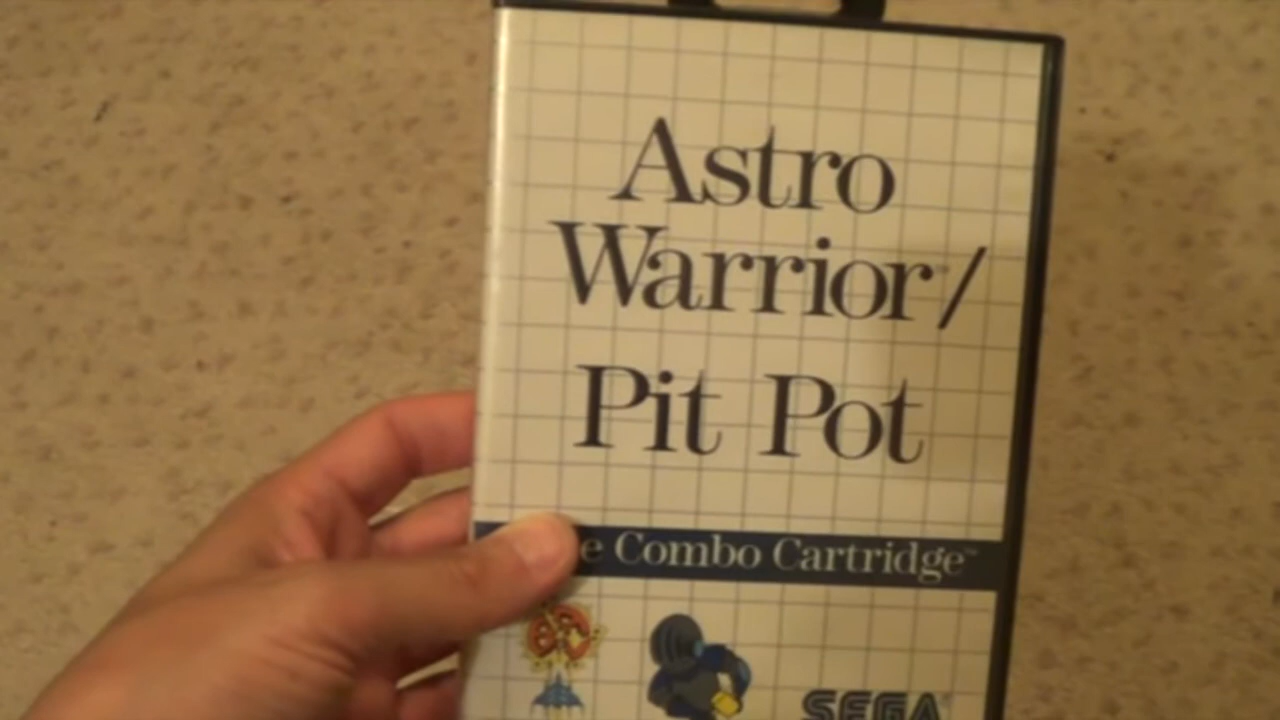 Astro
Warrior/
Pit Pot
Combo Cartridge™
SEGA